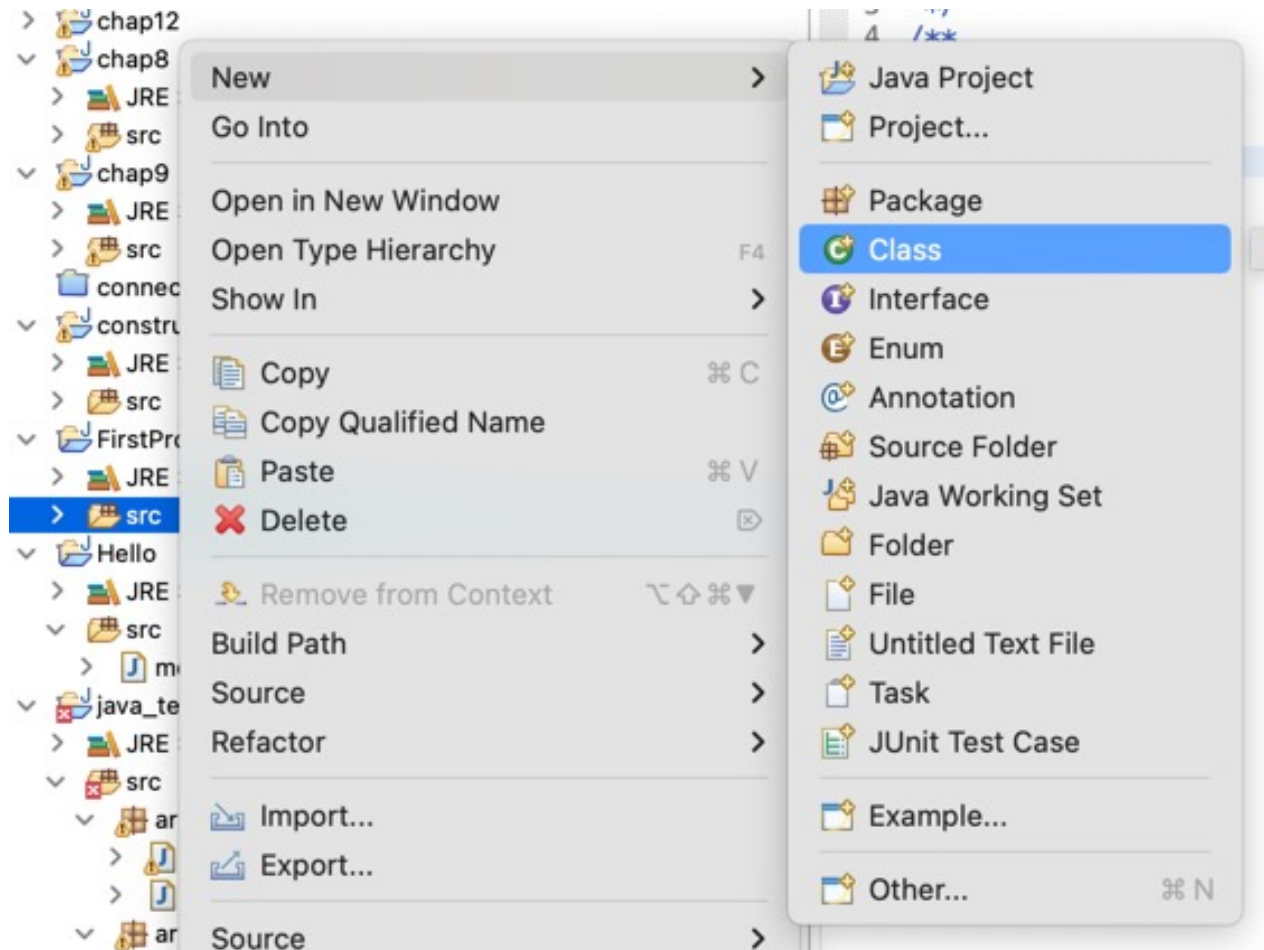 chap12
chap8
JRE
src
chap9
JRE
src
connec
constru
JRE
src
FirstPro
JRE
src
Hello
JRE
src
J m
java_te
JRE
src
ar
J
J
ar
New
Go Into
Open in New Window
Open Type Hierarchy F4
Show In
Copy ⌘ C
Copy Qualified Name
Paste ⌘ V
Delete
Remove from Context ⌥⇧⌘▼
Build Path
Source
Refactor
Import...
Export...
Source
4 /**
Java Project
Project...
Package
Class
Interface
Enum
Annotation
Source Folder
Java Working Set
Folder
File
Untitled Text File
Task
JUnit Test Case
Example...
Other... ⌘ N